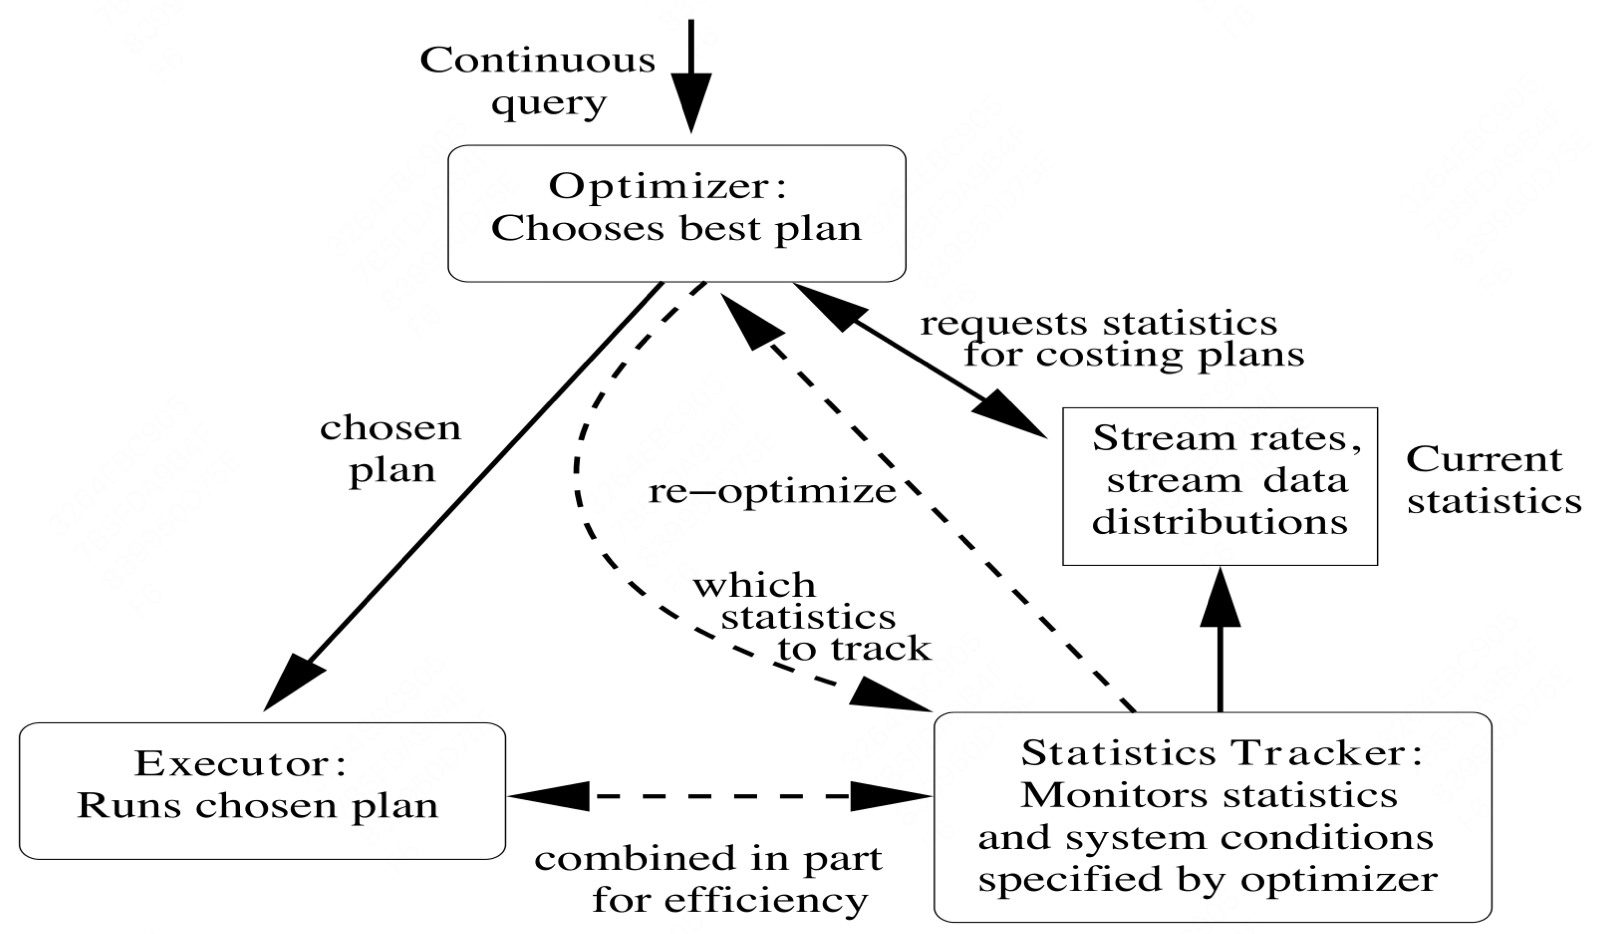 Continuous
query
Optimizer:
Chooses best plan
requests statistics
for costing plans
chosen
plan
Stream rates,
stream data
distributions
Current
statistics
re-optimize
which
statistics
to track
Executor:
Runs chosen plan
Statistics Tracker:
Monitors statistics
and system conditions
specified by optimizer
combined in part
for efficiency